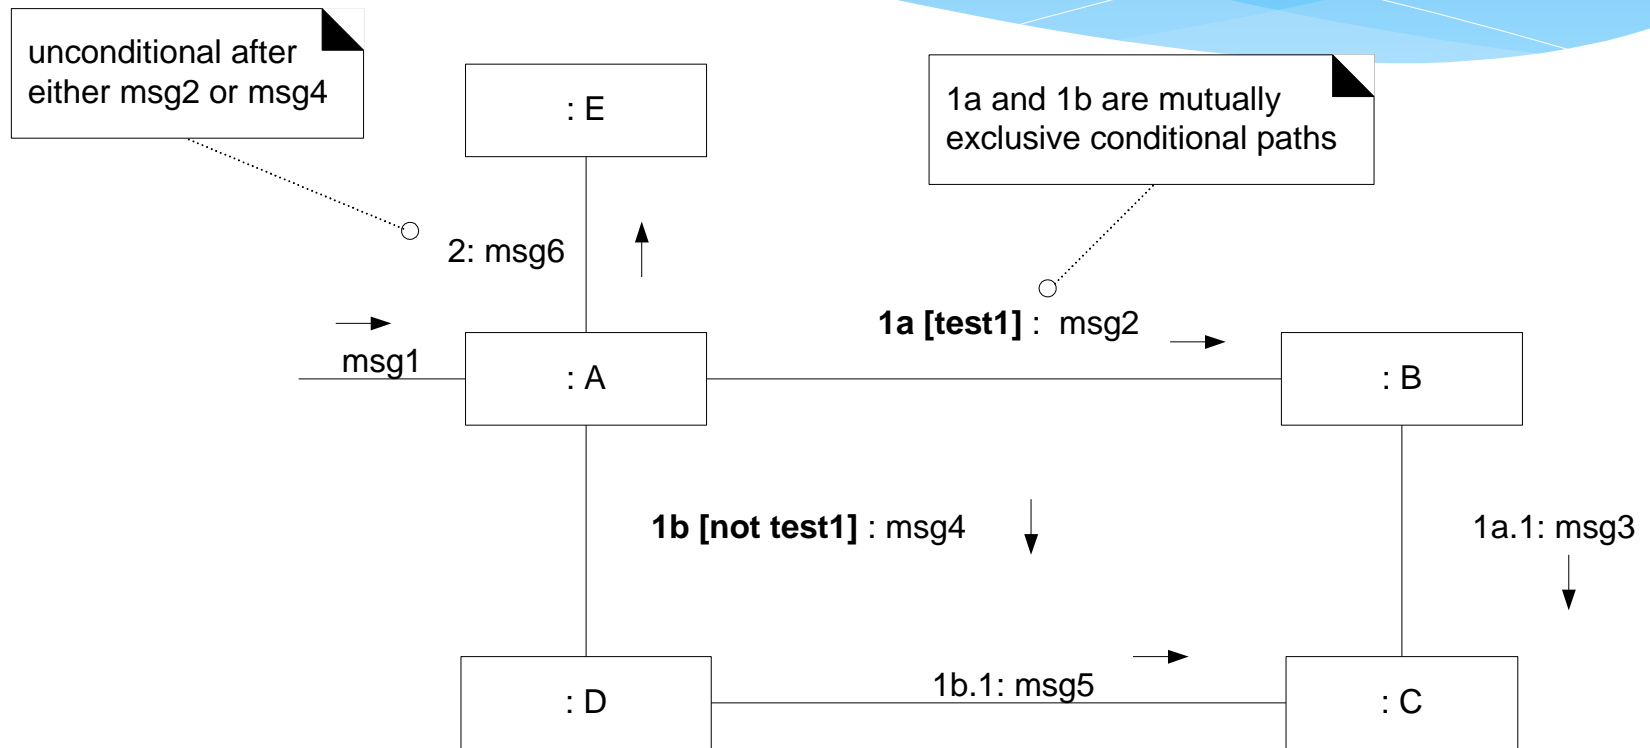 unconditional after
either msg2 or msg4
: E
1a and 1b are mutually
exclusive conditional paths
2: msg6
1a [test1] : msg2
msg1
: A
: B
1b [not test1] : msg4
1a.1: msg3
1b.1: msg5
: D
: C